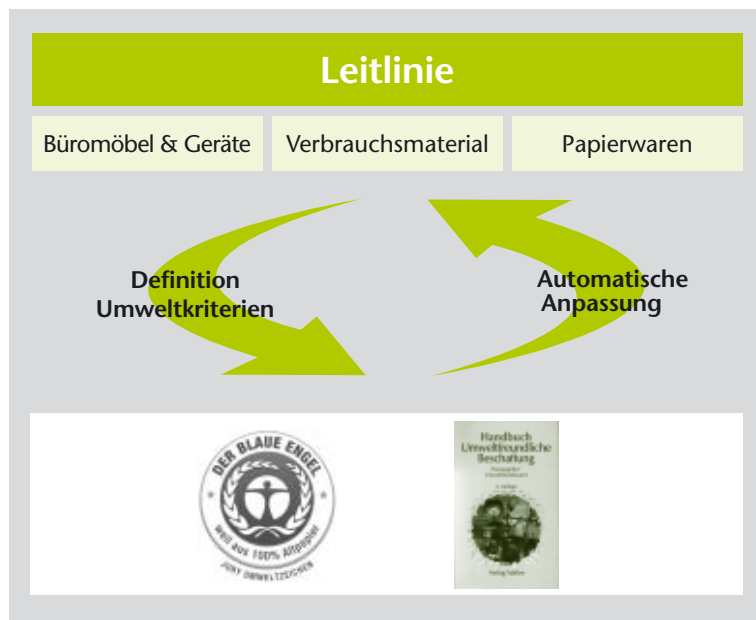 Leitlinie
Büromöbel & Geräte
Verbrauchsmaterial
Papierwaren
Definition
Umweltkriterien
Automatische
Anpassung
DER BLAUE ENGEL
weil aus 100% Altpapier
JURY UMWELTZEICHEN
Handbuch
Umweltfreundliche
Beschaffung